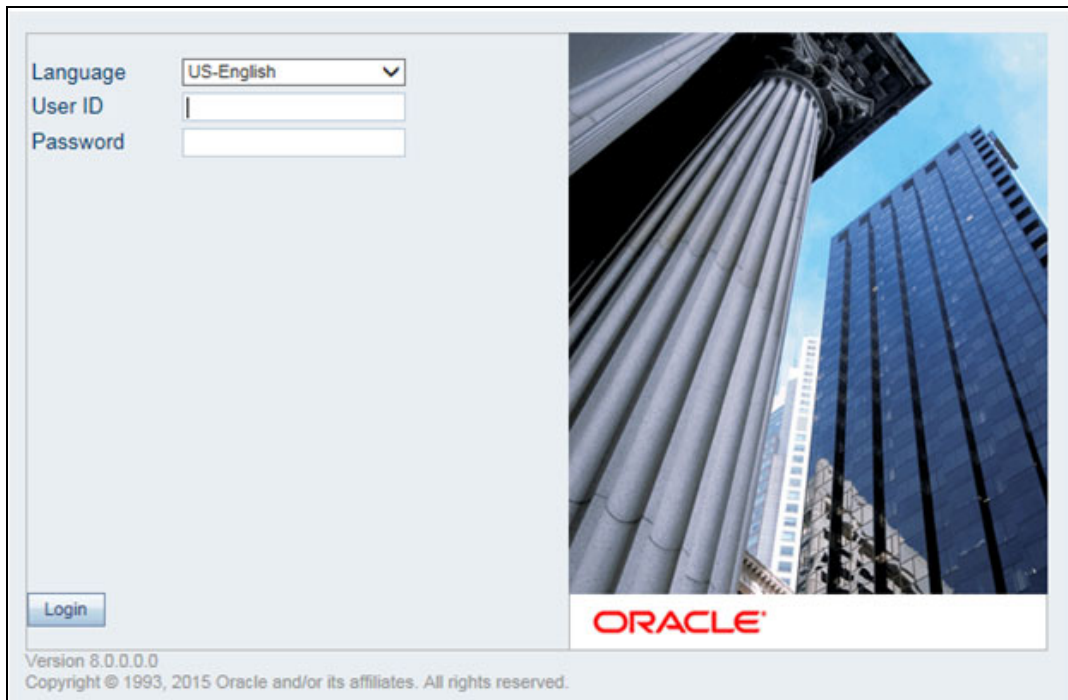 Language US-English
User ID
Password
Login
ORACLE®
Version 8.0.0.0.0
Copyright © 1993, 2015 Oracle and/or its affiliates. All rights reserved.